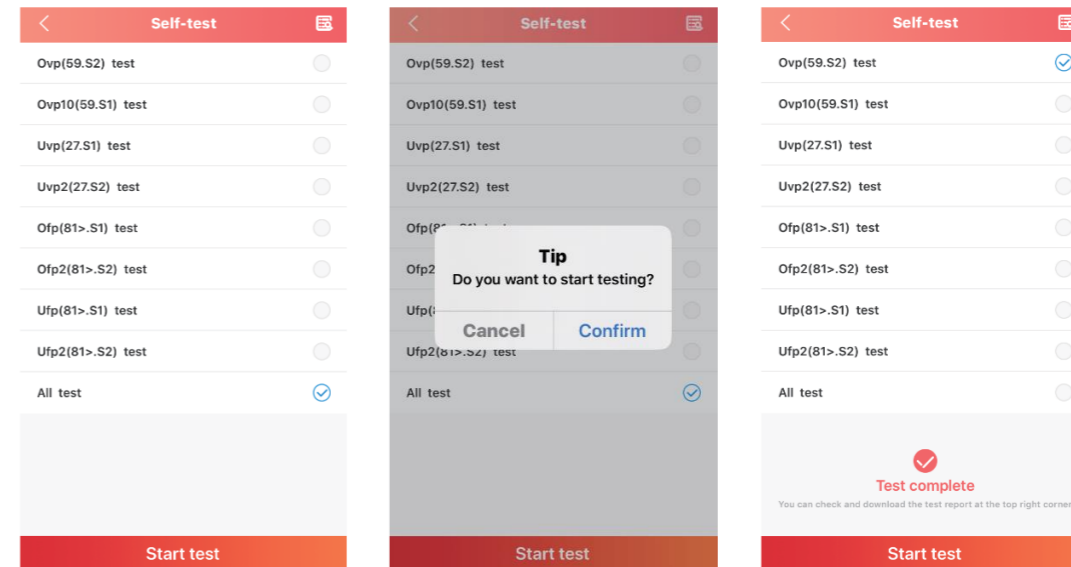 Self-test
Ovp(59.S2) test
Ovp10(59.S1) test
Uvp(27.S1) test
Uvp2(27.S2) test
Ofp(81>.S1) test
Ofp2(81>.S2) test
Ufp(81>.S1) test
Ufp2(81>.S2) test
All test
Start test
Self-test
Ovp(59.S2) test
Ovp10(59.S1) test
Uvp(27.S1) test
Uvp2(27.S2) test
Tip
Do you want to start testing?
Cancel Confirm
Ufp2(81>.S2) test
All test
Start test
Self-test
Ovp(59.S2) test
Ovp10(59.S1) test
Uvp(27.S1) test
Uvp2(27.S2) test
Ofp(81>.S1) test
Ofp2(81>.S2) test
Ufp(81>.S1) test
Ufp2(81>.S2) test
All test
Test complete
You can check and download the test report at the top right corner
Start test